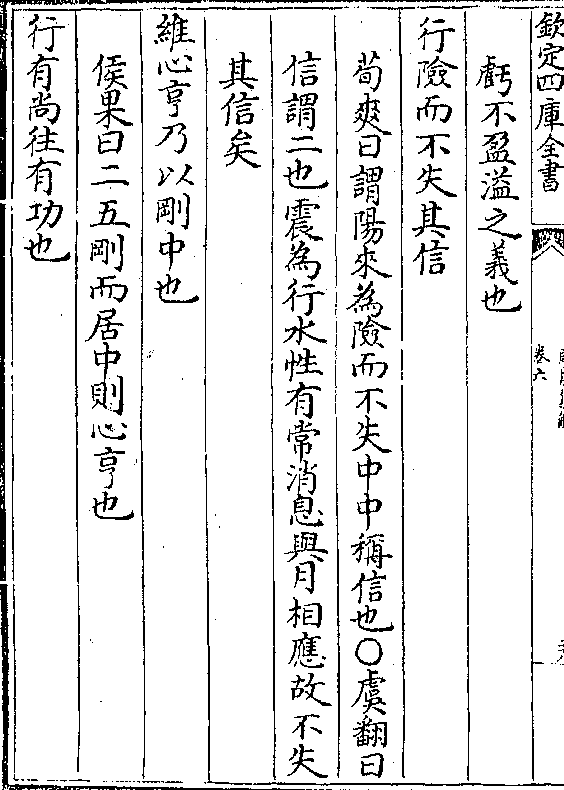 欽定四庫全書
卷六
虧不盈溢之義也
行險而不失其信
荀爽曰謂陽來為險而不失中中稱信也○虞翻曰
信謂二也震為行水性有常消息與月相應故不失
其信矣
維心亨乃以剛中也
侯果曰二五剛而居中則心亨也
行有尚往有功也